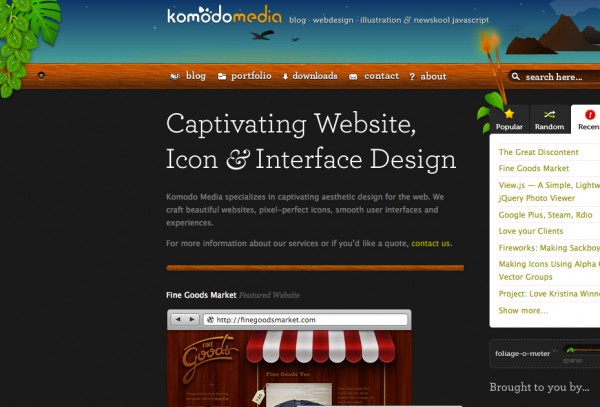 komodomedia blog · webdesign · illustration & newskool javascript
blog portfolio downloads contact ? about
search here...
Captivating Website,
Icon & Interface Design
Komodo Media specializes in captivating aesthetic design for the web. We
craft beautiful websites, pixel-perfect icons, smooth user interfaces and
experiences.
For more information about our services or if you'd like a quote, contact us.
Fine Goods Market Featured Website
http://finegoodsmarket.com
FINE
Goods
Fine Goods Tee
$15
Popular Random Recen
The Great Discontent
Fine Goods Market
View.js — A Simple, Lightw
jQuery Photo Viewer
Google Plus, Steam, Rdio
Love your Clients
Fireworks: Making Sackboy
Making Icons Using Alpha C
Vector Groups
Project: Love Kristina Winne
Show more...
foliage-o-meter
sparse
Brought to you by...